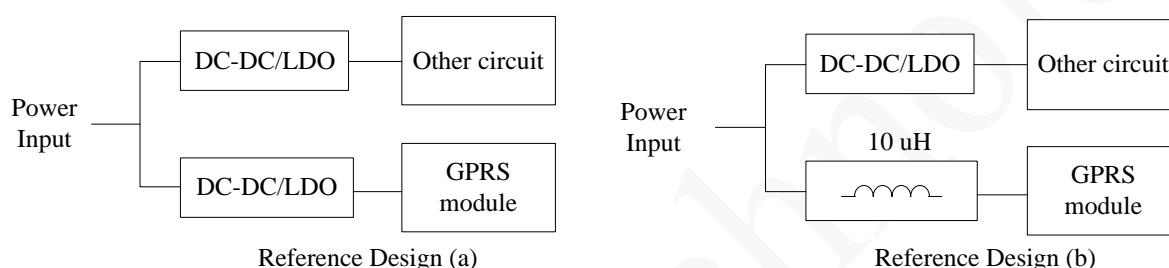 DC-DC/LDO
Other circuit
Power
Input
DC-DC/LDO
GPRS
module
Reference Design (a)
DC-DC/LDO
Other circuit
Power
Input
10 uH
GPRS
module
Reference Design (b)